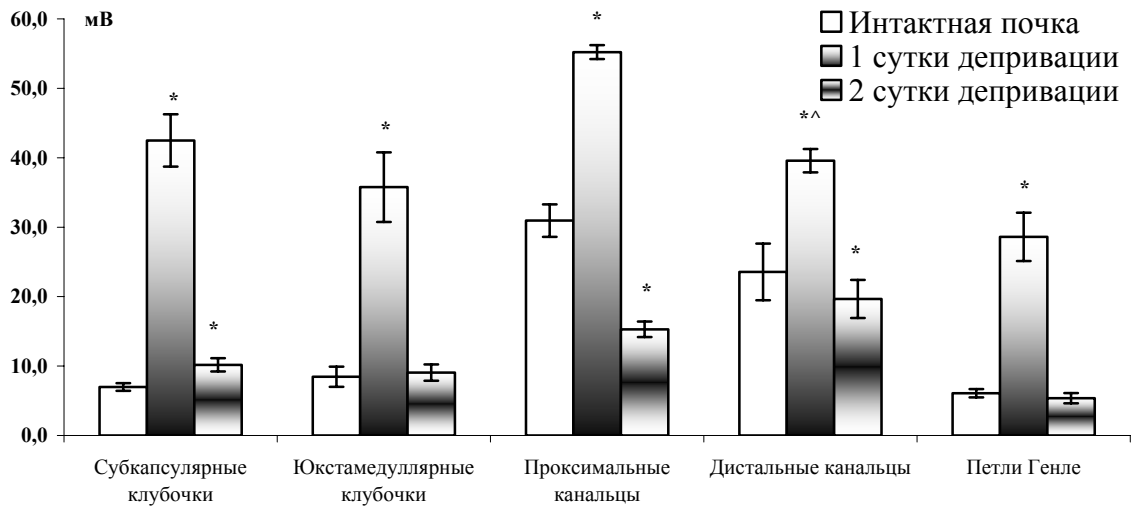 60,0
мВ
50,0
40,0
30,0
20,0
10,0
0,0
Интактная почка
1 сутки депривации
2 сутки депривации
*
*
*
*
*
*^
*
*
Субкапсулярные
клубочки
Юкстамедуллярные
клубочки
Проксимальные
канальцы
Дистальные канальцы
Петли Генле